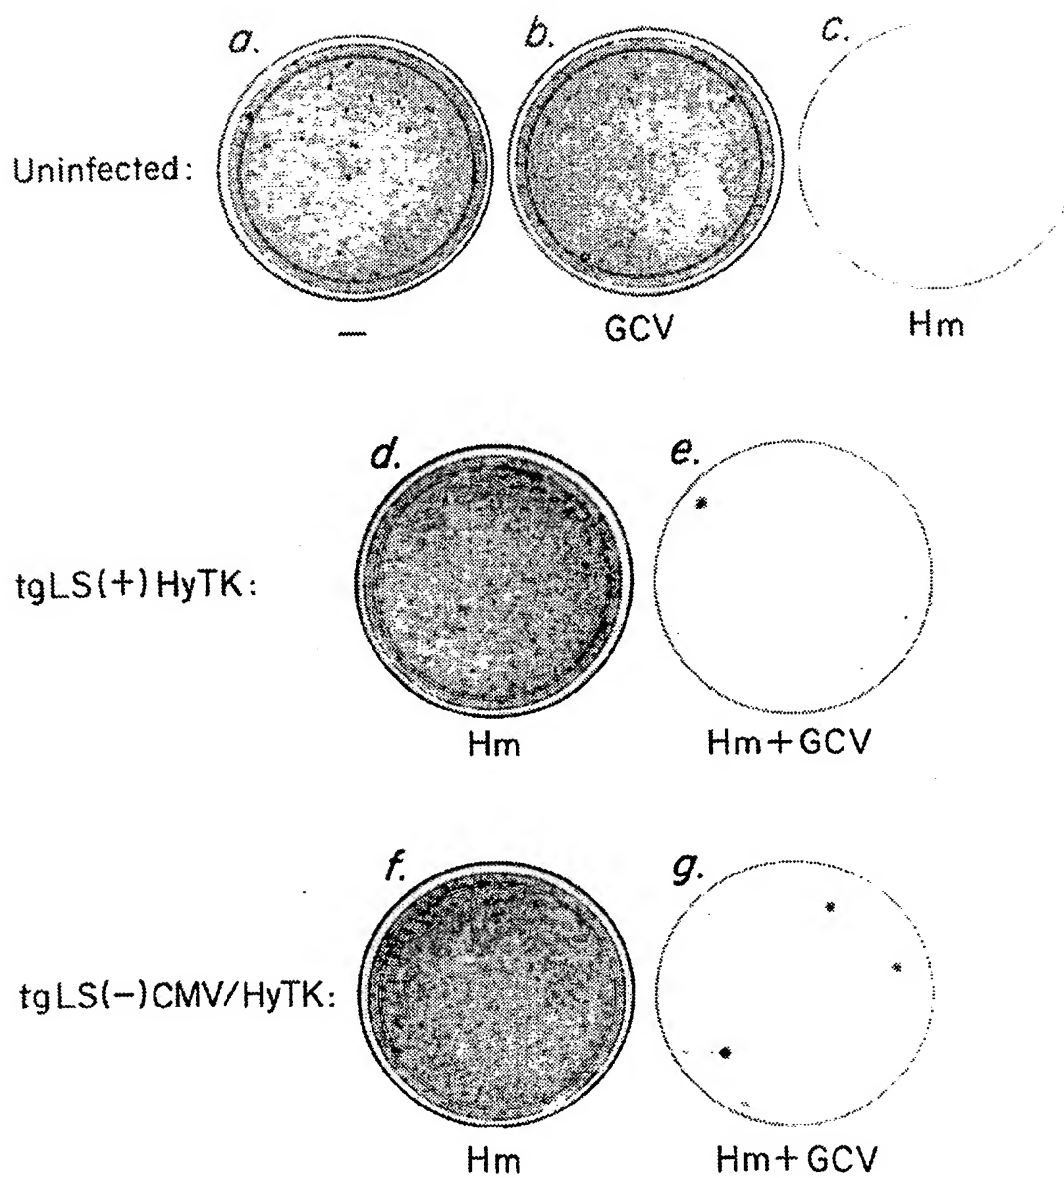 a. b. c.
Uninfected:
— GCV Hm
d. e.
tgLS(+)HyTK:
Hm Hm+GCV
f. g.
tgLS(-)CMV/HyTK:
Hm Hm+GCV